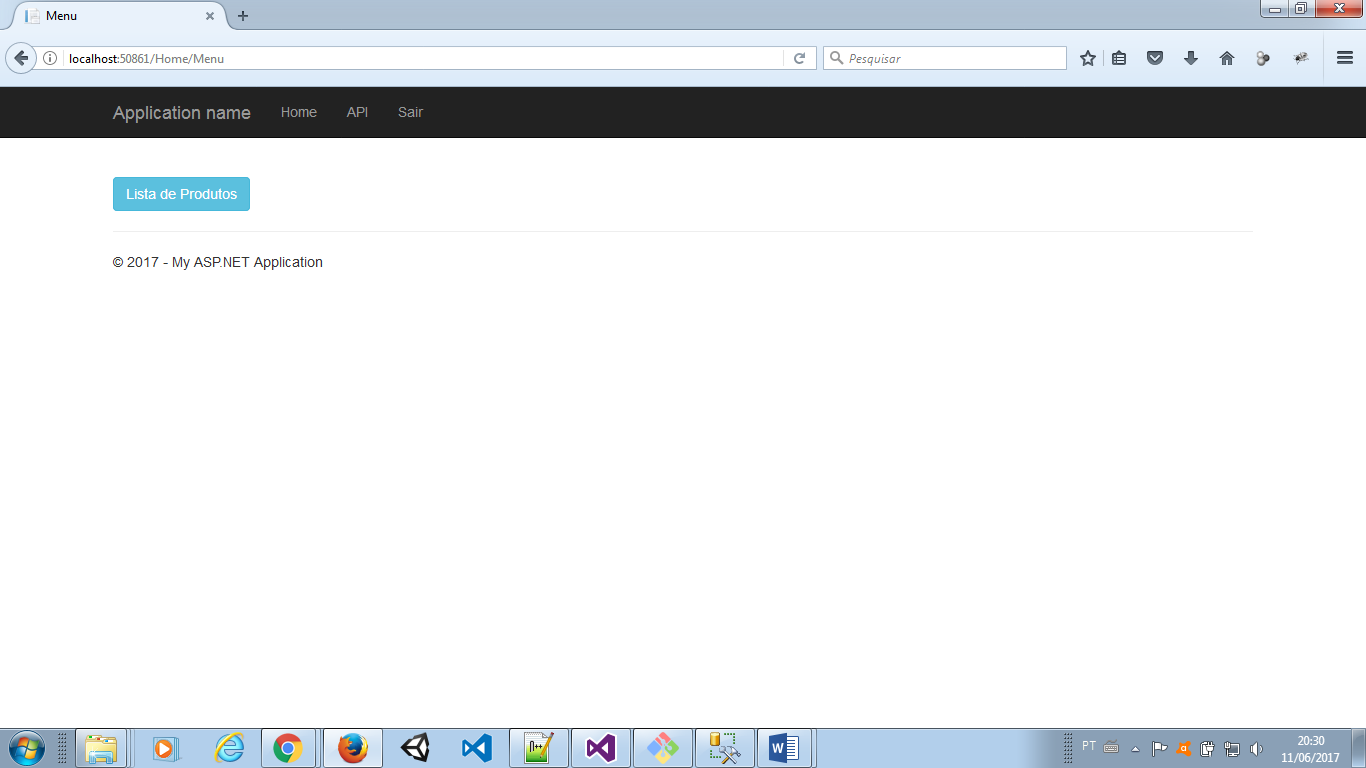 Menu
localhost:50861/Home/Menu
Pesquisar
Application name Home API Sair
Lista de Produtos
© 2017 - My ASP.NET Application
PT
20:30
11/06/2017